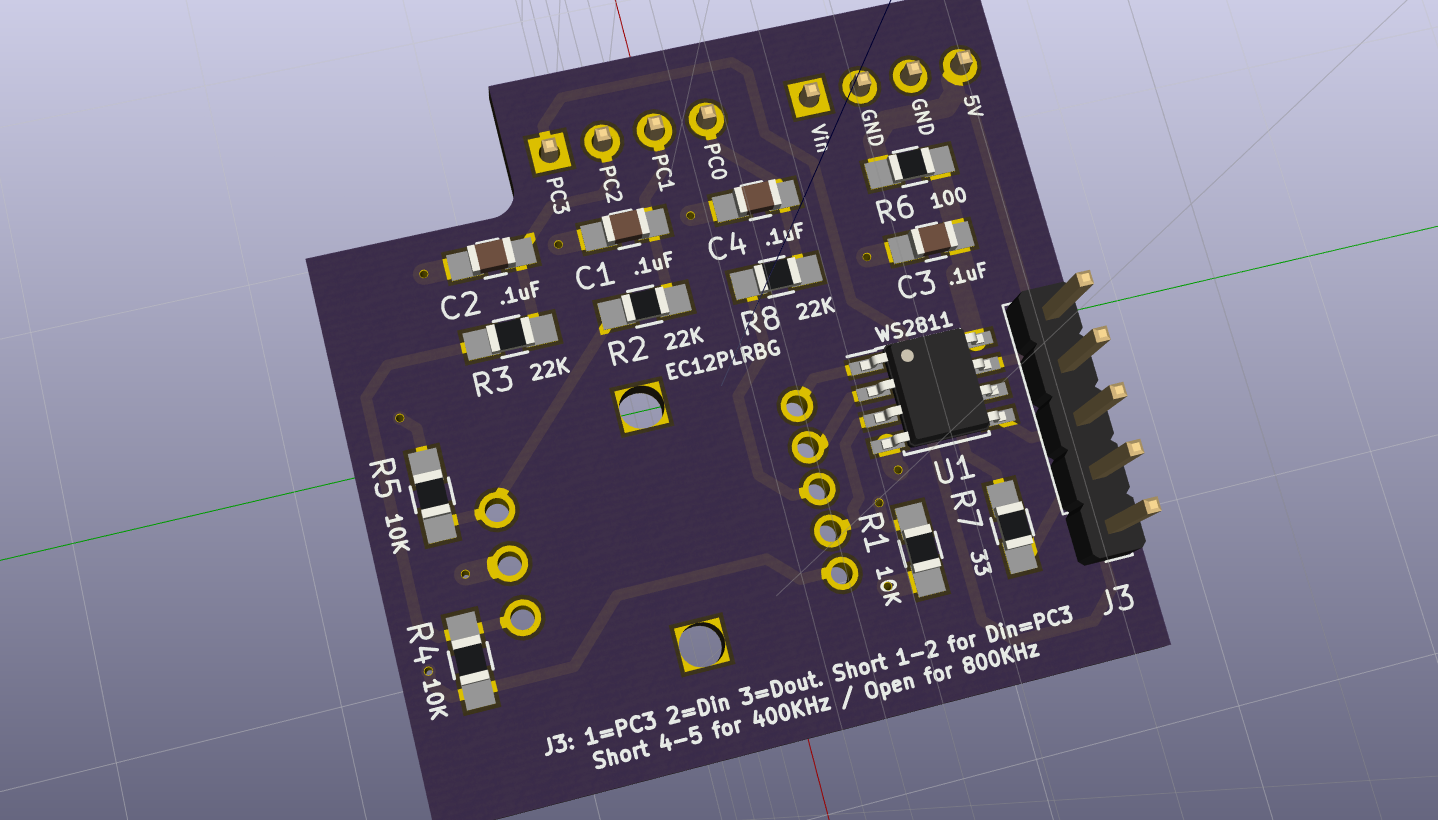 PC3
PC2
PC1
PC0
Vin
GND
GND
5V
C2 .1uF
C1 .1uF
C4 .1uF
R6 100
C3 .1uF
R3 22K
R2 22K
R8 22K
EC12PLRBG
WS2811
U1
R5 10K
R4 10K
R1 10K
R7 33
J3
J3: 1=PC3 2=Din 3=Dout. Short 1-2 for Din=PC3
Short 4-5 for 400KHz / Open for 800KHz